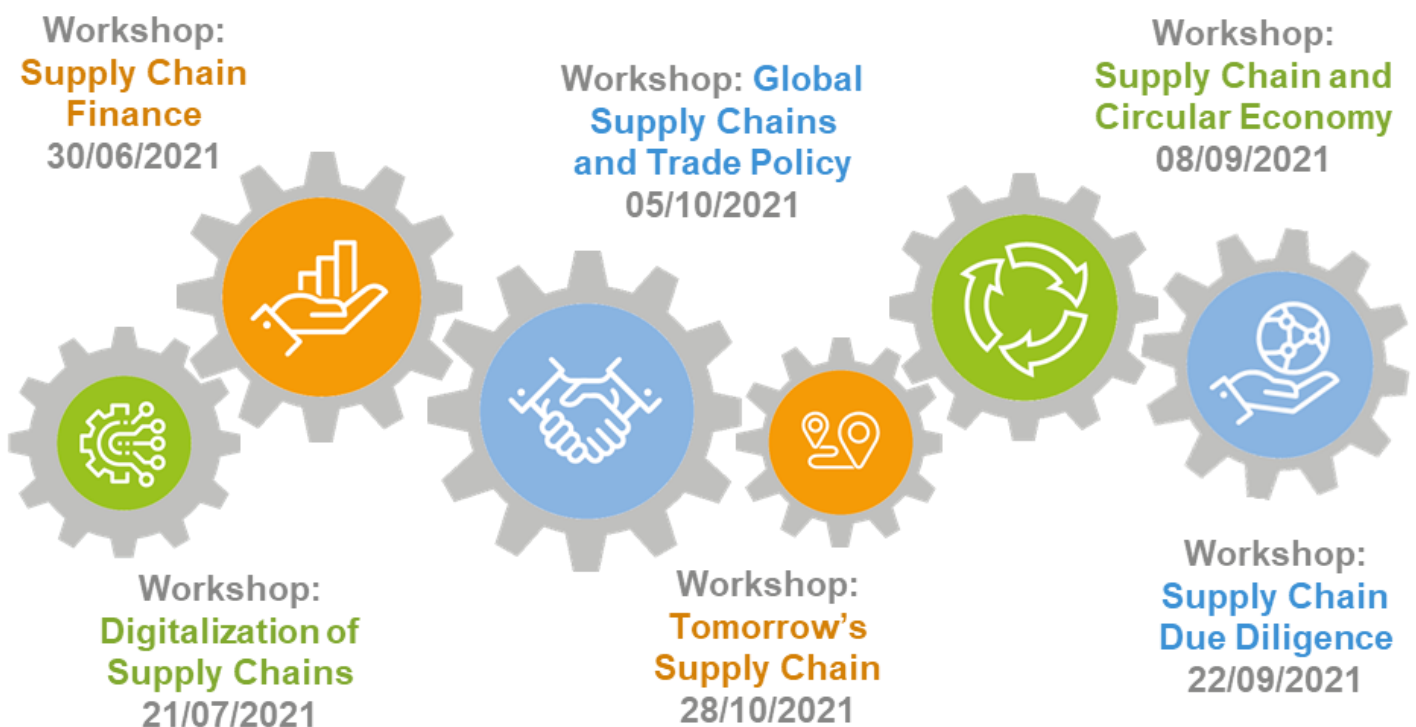 Workshop:
Supply Chain
Finance
30/06/2021
Workshop: Global
Supply Chains
and Trade Policy
05/10/2021
Workshop:
Supply Chain and
Circular Economy
08/09/2021
Workshop:
Digitalization of
Supply Chains
21/07/2021
Workshop:
Tomorrow's
Supply Chain
28/10/2021
Workshop:
Supply Chain
Due Diligence
22/09/2021